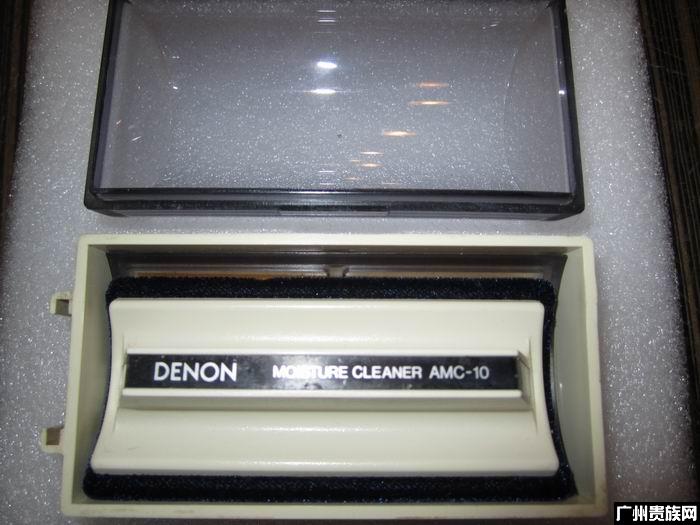 DENON MOISTURE CLEANER AMC-10
广州贵族网